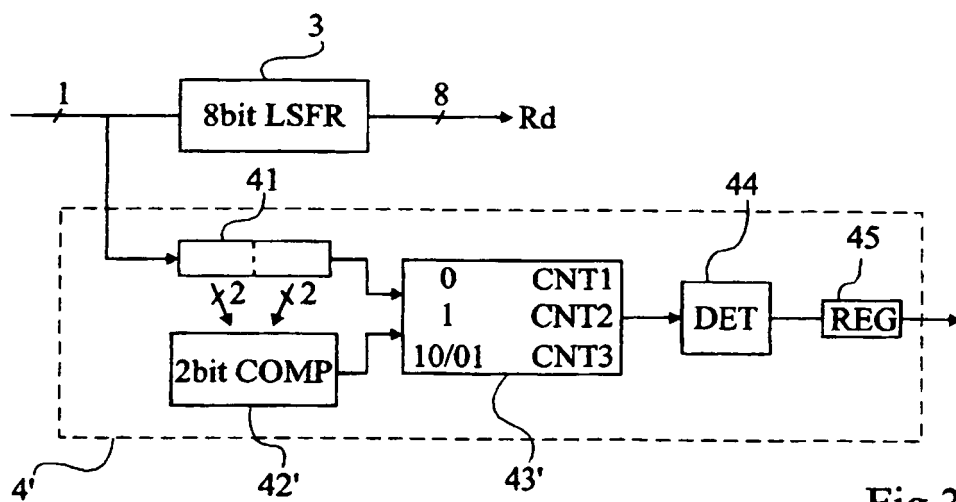 3
1
8bit LSFR
8
Rd
41
44
45
2
2
0 CNT1
1 CNT2
10/01 CNT3
DET
REG
2bit COMP
4'
42'
43'
Fig 2